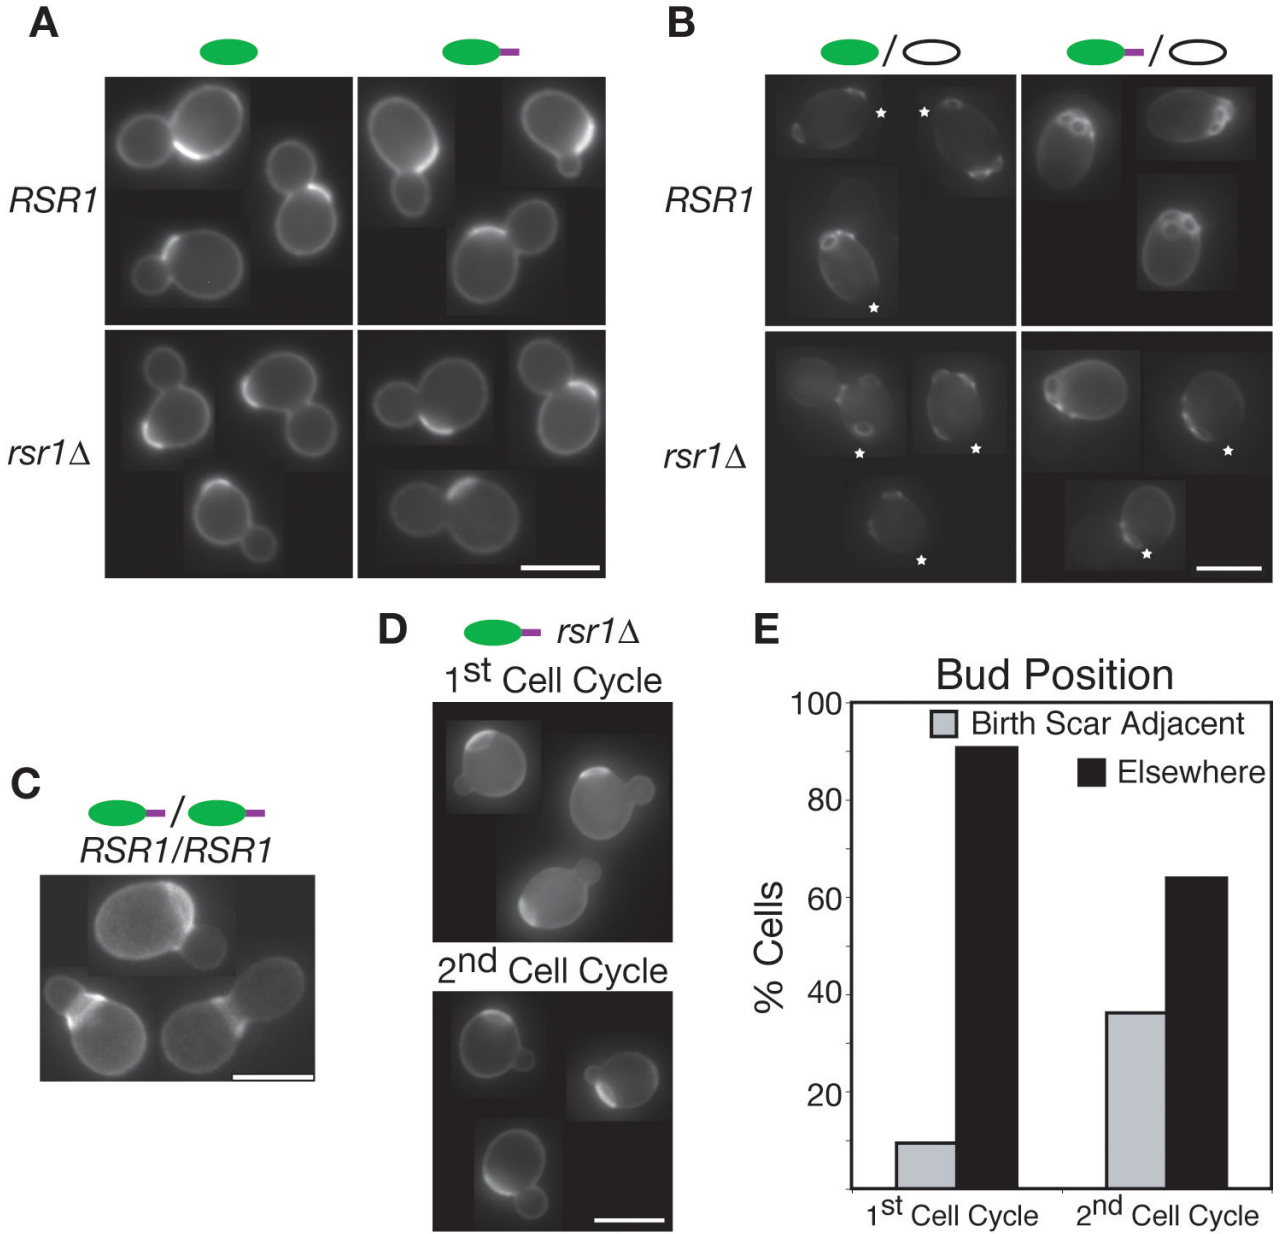 A
B
/
/
RSR1
RSR1
rsr1Δ
rsr1Δ
C
/
RSR1/RSR1
D
rsr1Δ
1st Cell Cycle
2nd Cell Cycle
E
Bud Position
Birth Scar Adjacent
Elsewhere
% Cells
100
80
60
40
20
1st Cell Cycle
2nd Cell Cycle